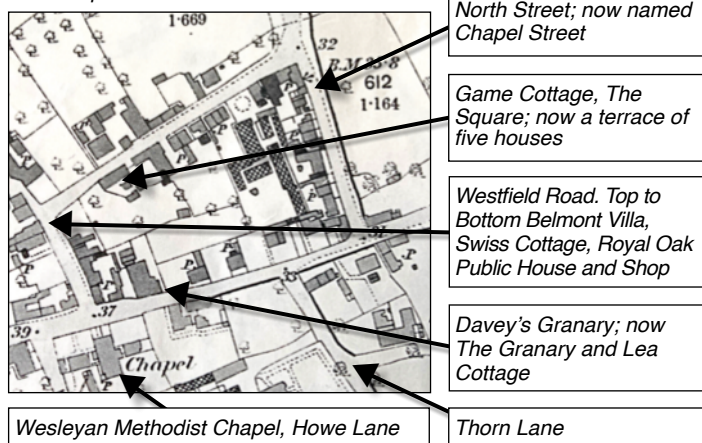 1·669
32
B.M.35·8
612
1·164
P
P
P
P
P
P
P
.37
39.
Chapel
North Street; now named
Chapel Street
Game Cottage, The
Square; now a terrace of
five houses
Westfield Road. Top to
Bottom Belmont Villa,
Swiss Cottage, Royal Oak
Public House and Shop
Davey's Granary; now
The Granary and Lea
Cottage
Wesleyan Methodist Chapel, Howe Lane
Thorn Lane